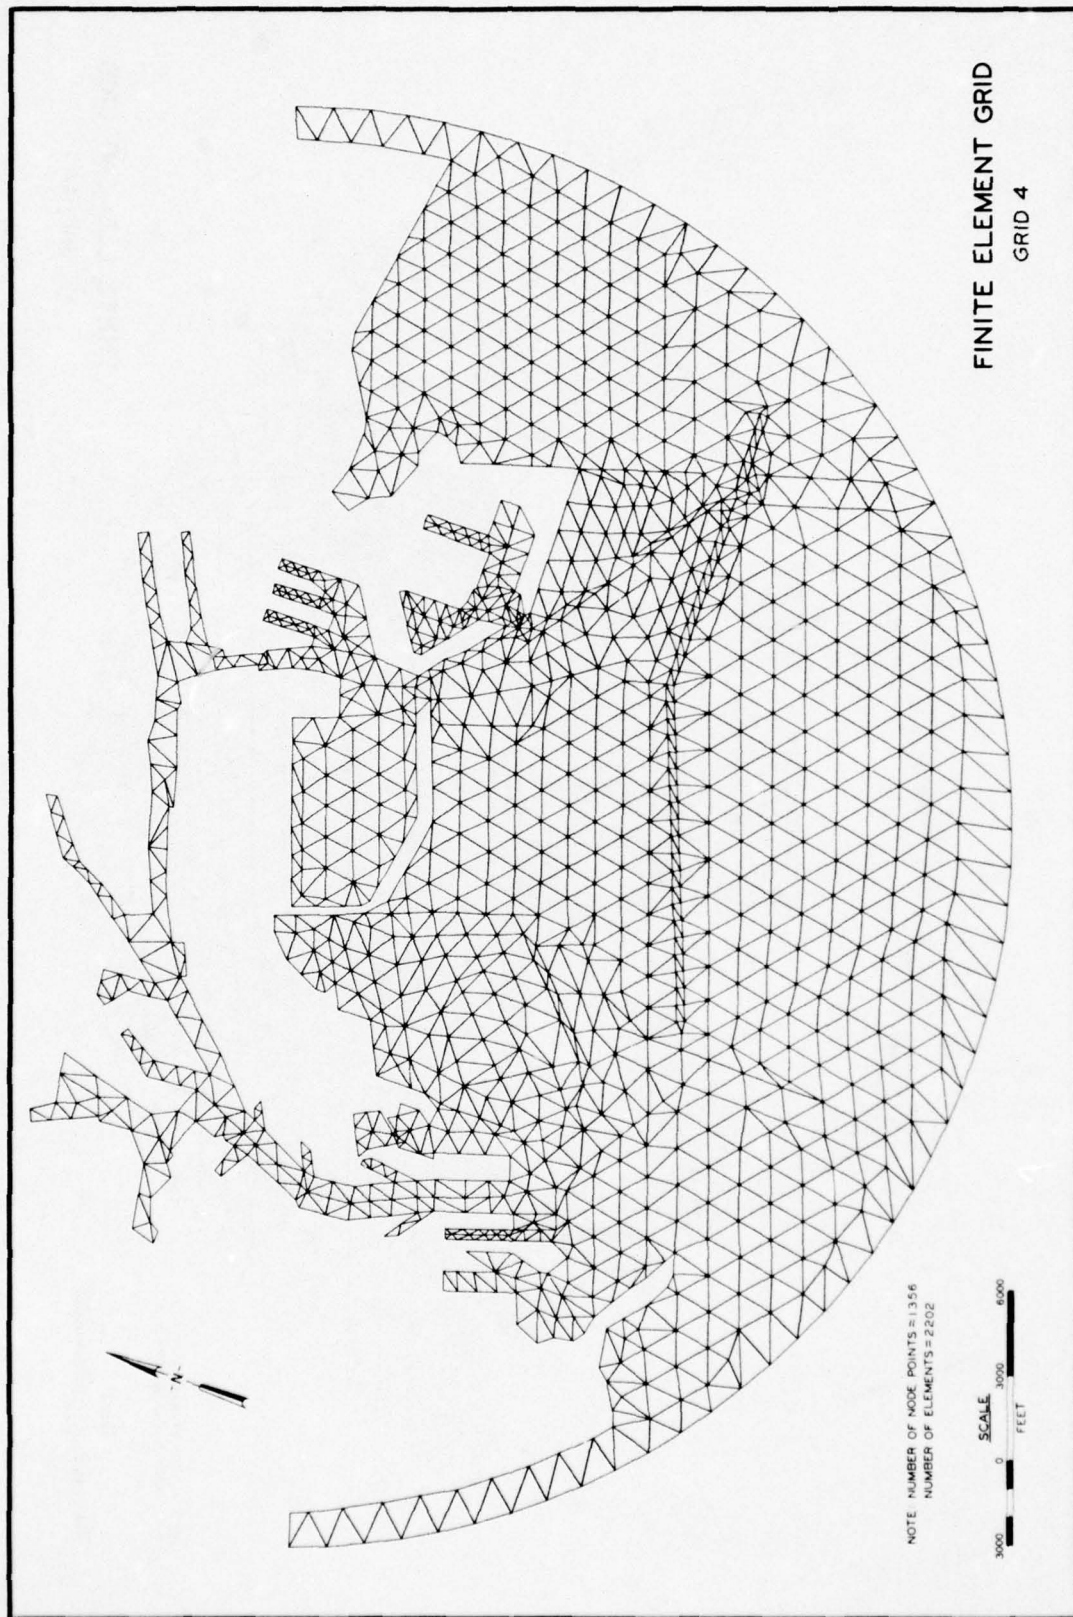 FINITE ELEMENT GRID
GRID 4
N
NOTE: NUMBER OF NODE POINTS = 1356
NUMBER OF ELEMENTS = 2202
SCALE
3000 0 3000 6000
FEET